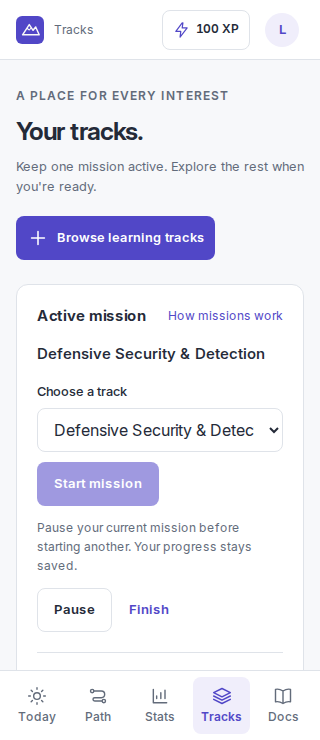 Tracks
100 XP
L
A PLACE FOR EVERY INTEREST
Your tracks.
Keep one mission active. Explore the rest when
you're ready.
Browse learning tracks
Active mission
How missions work
Defensive Security & Detection
Choose a track
Defensive Security & Detec
Start mission
Pause your current mission before
starting another. Your progress stays
saved.
Pause
Finish
Today
Path
Stats
Tracks
Docs